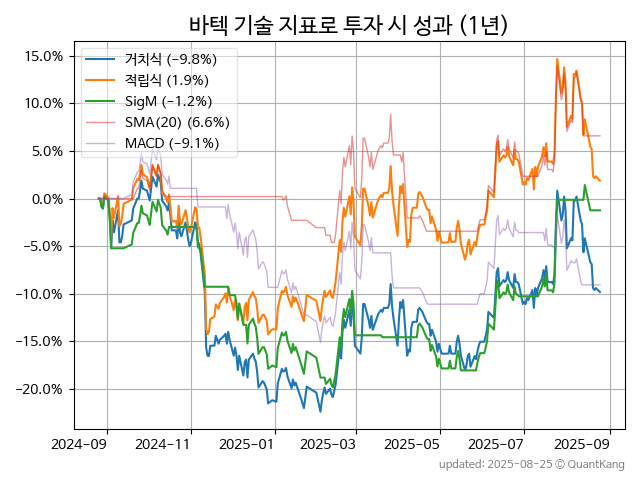 바텍 기술 지표로 투자 시 성과 (1년)
15.0%
10.0%
5.0%
0.0%
−5.0%
−10.0%
−15.0%
−20.0%
거치식 (−9.8%)
적립식 (1.9%)
SigM (−1.2%)
SMA(20) (6.6%)
MACD (−9.1%)
2024-09
2024-11
2025-01
2025-03
2025-05
2025-07
2025-09
updated: 2025-08-25 ⓒ QuantKang